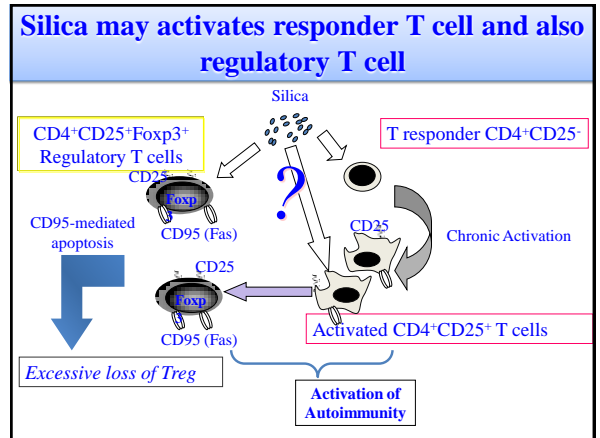 Silica may activates responder T cell and also
regulatory T cell
Silica
CD4⁺CD25⁺Foxp3⁺
Regulatory T cells
T responder CD4⁺CD25⁻
CD25
Foxp
3
CD95 (Fas)
CD95-mediated
apoptosis
?
CD25
Chronic Activation
CD25
Foxp
3
CD95 (Fas)
Activated CD4⁺CD25⁺ T cells
Excessive loss of Treg
Activation of
Autoimmunity